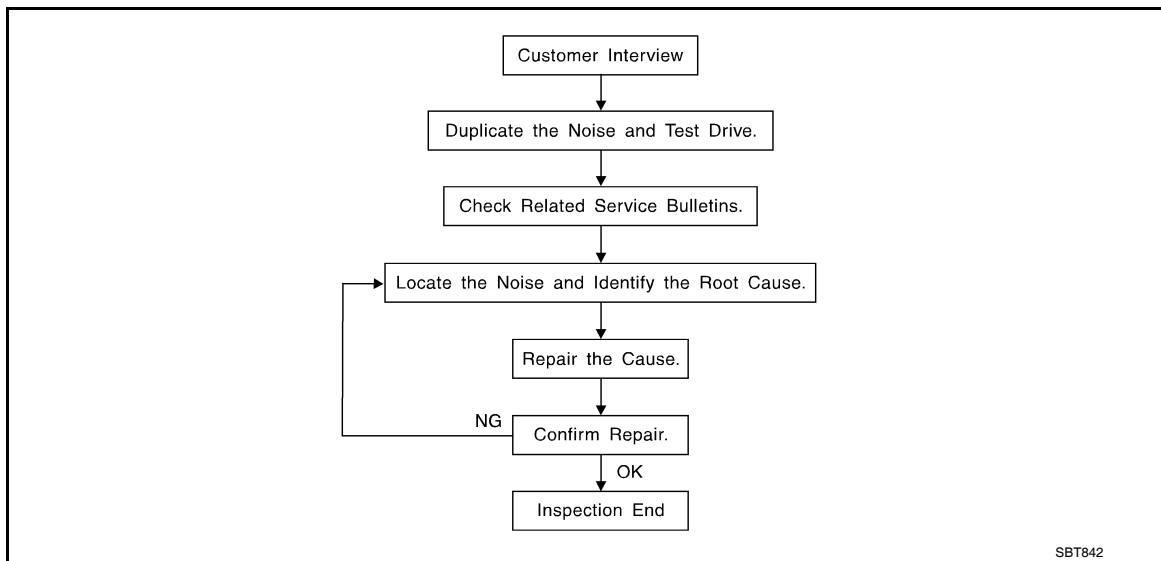 Customer Interview
Duplicate the Noise and Test Drive.
Check Related Service Bulletins.
Locate the Noise and Identify the Root Cause.
Repair the Cause.
NG
Confirm Repair.
OK
Inspection End
SBT842